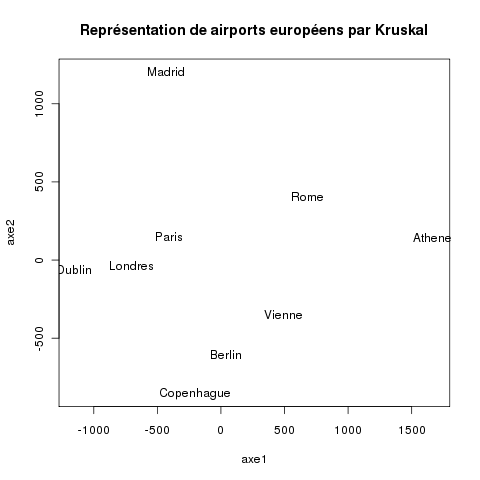 Représentation de airports européens par Kruskal
Madrid
Rome
Paris
Athene
Londres
Dublin
Vienne
Berlin
Copenhague
axe2
1000
500
0
-500
-1000
-500
0
500
1000
1500
axe1